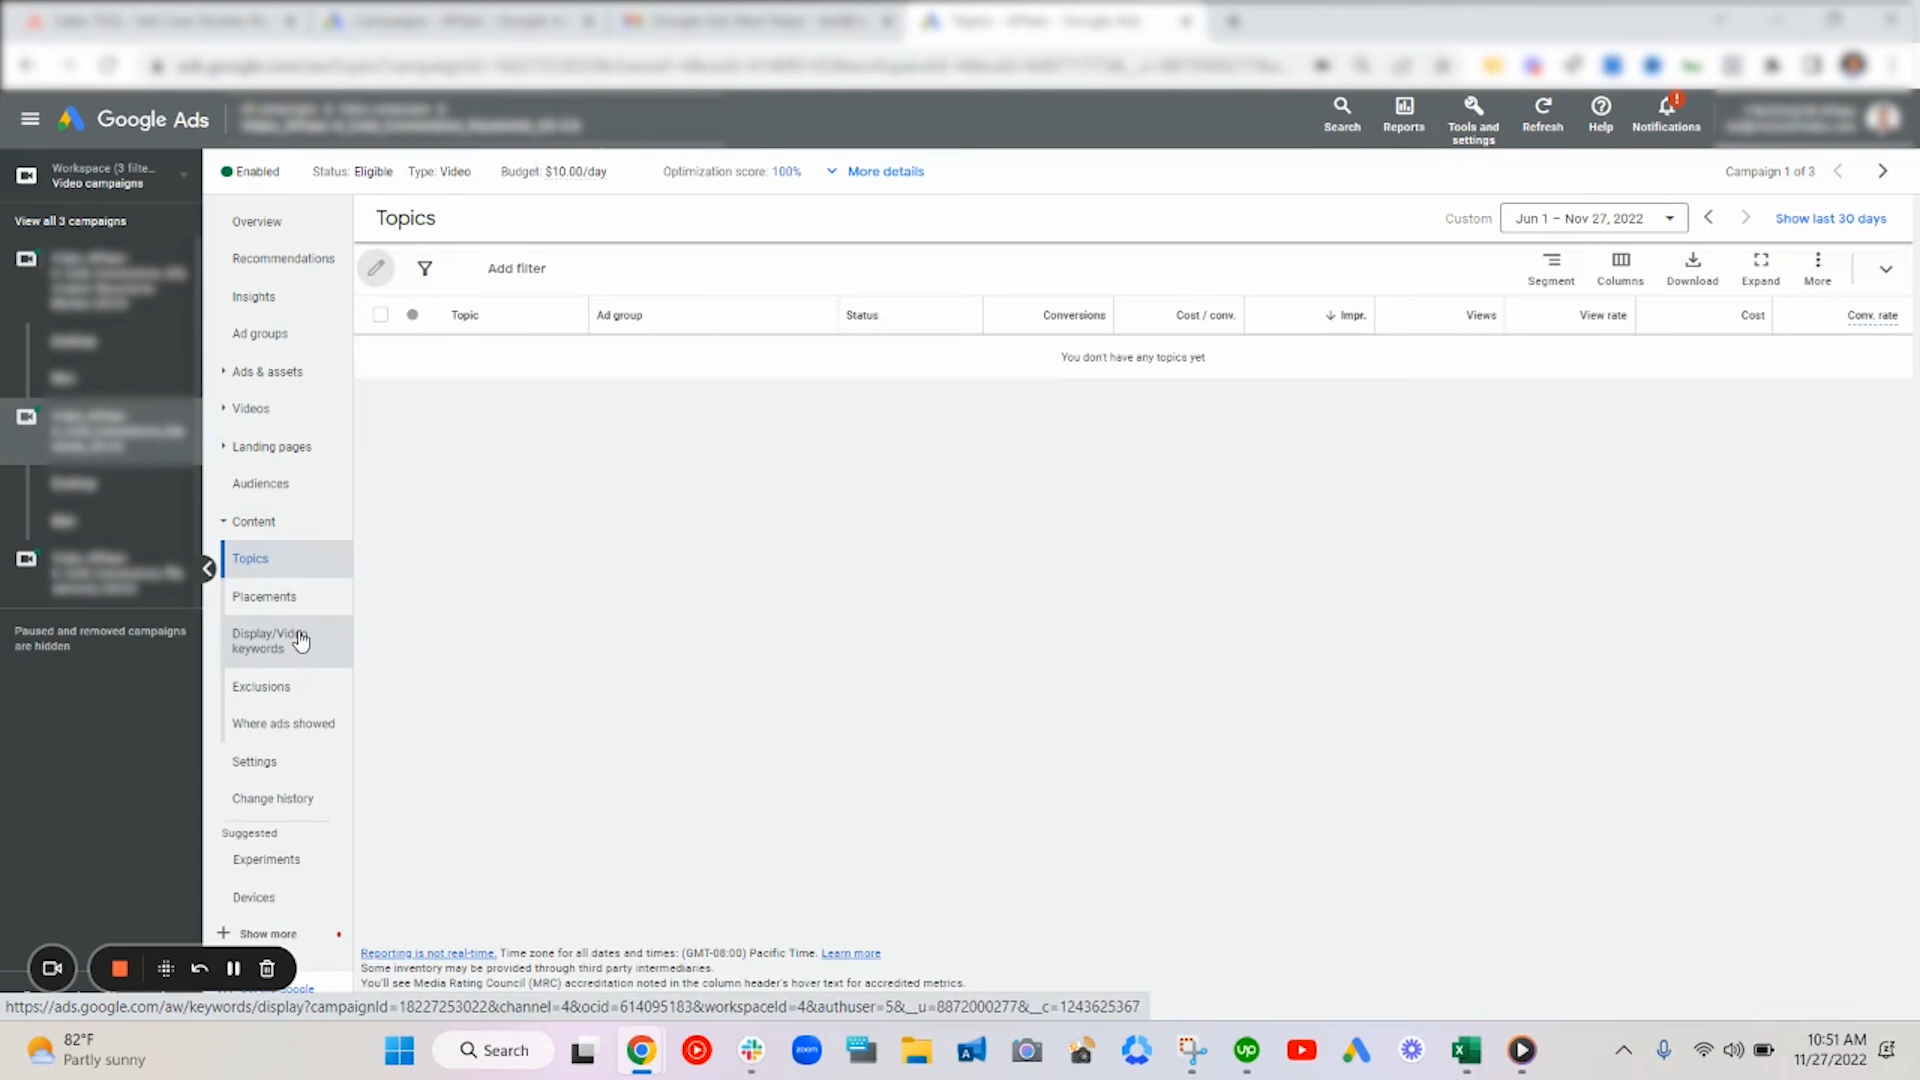 Google Ads
Search
Reports
Tools and
settings
Refresh
Help
Notifications
Workspace (3 filte...
Video campaigns
View all 3 campaigns
Paused and removed campaigns
are hidden
Enabled
Status: Eligible
Type: Video
Budget: $10.00/day
Optimization score: 100%
More details
Campaign 1 of 3
Overview
Recommendations
Insights
Ad groups
Ads & assets
Videos
Landing pages
Audiences
Content
Topics
Placements
Display/Video
keywords
Exclusions
Where ads showed
Settings
Change history
Suggested
Experiments
Devices
Show more
Topics
Custom
Jun 1 – Nov 27, 2022
Show last 30 days
Add filter
Segment
Columns
Download
Expand
More
Topic
Ad group
Status
Conversions
Cost / conv.
Impr.
Views
View rate
Cost
Conv. rate
You don't have any topics yet
Reporting is not real-time. Time zone for all dates and times: (GMT-08:00) Pacific Time. Learn more
Some inventory may be provided through third party intermediaries.
You'll see Media Rating Council (MRC) accreditation noted in the column header's hover text for accredited metrics.
https://ads.google.com/aw/keywords/display?campaignId=18227253022&channel=4&ocid=614095183&workspaceId=4&authuser=5&__u=8872000277&__c=1243625367
82°F
Partly sunny
Search
zoom
10:51 AM
11/27/2022